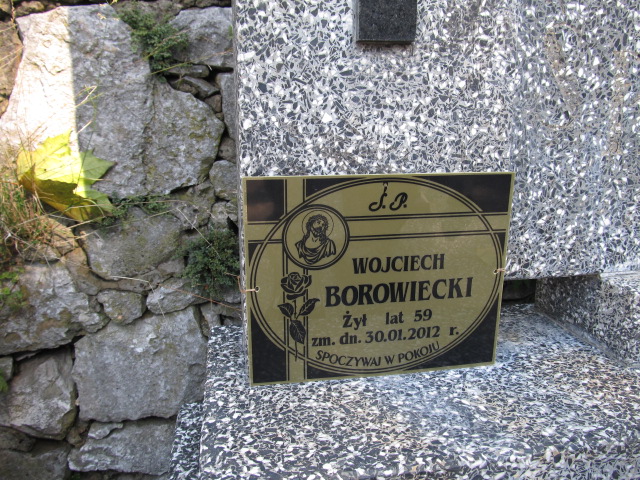 Ś. P.
WOJCIECH
BOROWIECKI
Żył lat 59
zm. dn. 30.01.2012 r.
SPOCZYWAJ W POKOJU